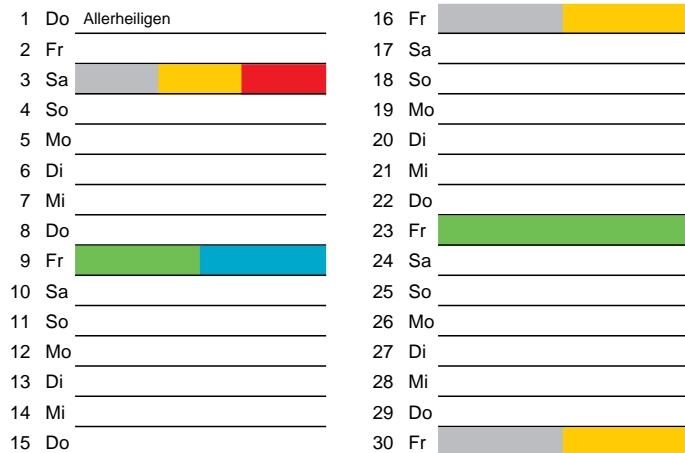 1 Do Allerheiligen
2 Fr
3 Sa
4 So
5 Mo
6 Di
7 Mi
8 Do
9 Fr
10 Sa
11 So
12 Mo
13 Di
14 Mi
15 Do
16 Fr
17 Sa
18 So
19 Mo
20 Di
21 Mi
22 Do
23 Fr
24 Sa
25 So
26 Mo
27 Di
28 Mi
29 Do
30 Fr